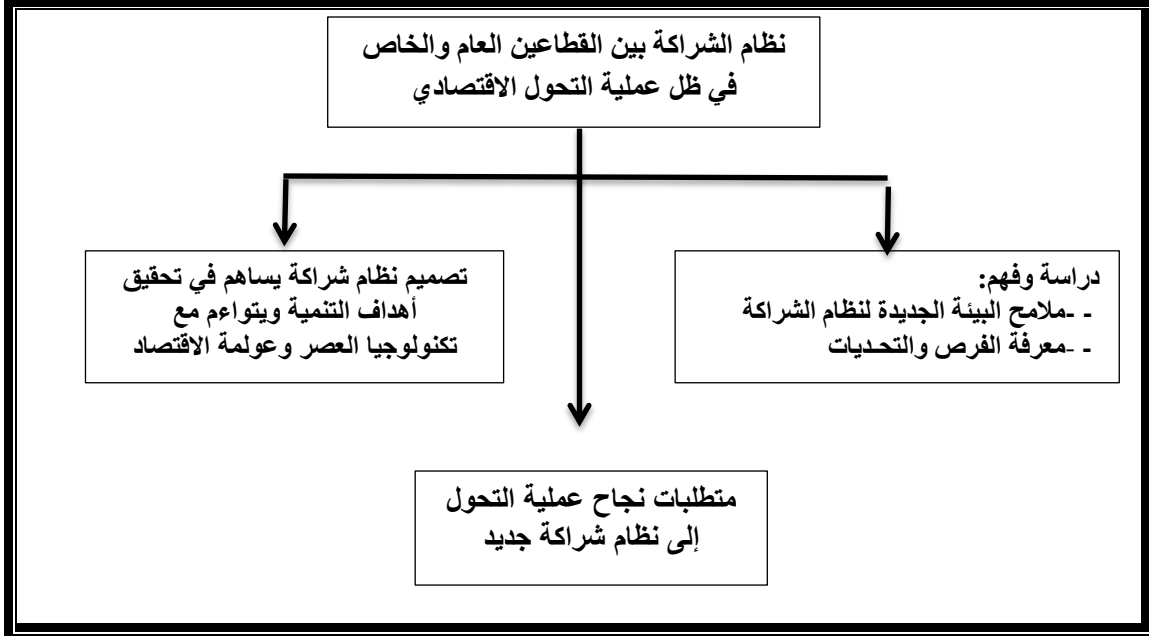 نظام الشراكة بين القطاعين العام والخاص
في ظل عملية التحول الاقتصادي
دراسة وفهم:
- -ملامح البيئة الجديدة لنظام الشراكة
- -معرفة الفرص والتحديات
تصميم نظام شراكة يساهم في تحقيق
أهداف التنمية ويتواءم مع
تكنولوجيا العصر وعولمة الاقتصاد
متطلبات نجاح عملية التحول
إلى نظام شراكة جديد